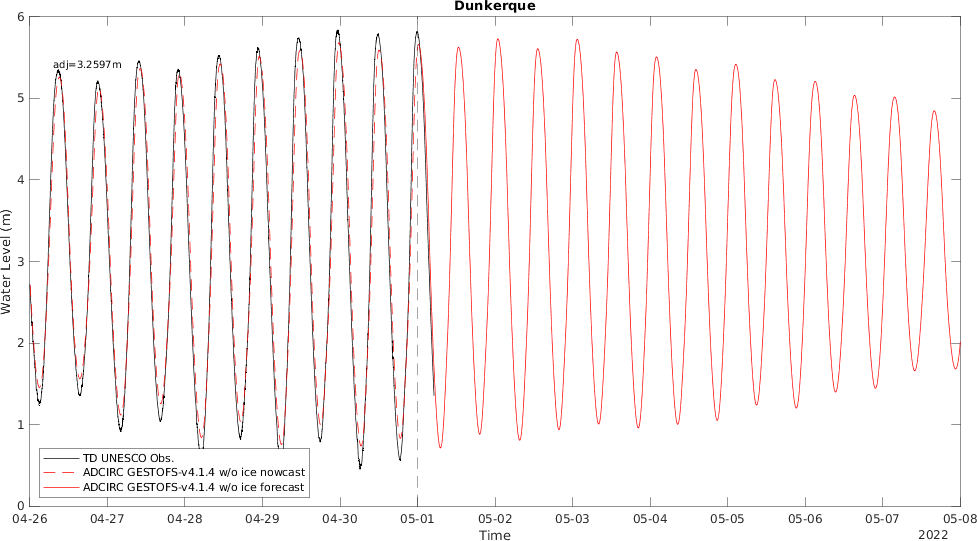 Dunkerque
6
adj=3.2597m
5
4
3
2
1
0
Water Level (m)
TD UNESCO Obs.
ADCIRC GESTOFS-v4.1.4 w/o ice nowcast
ADCIRC GESTOFS-v4.1.4 w/o ice forecast
04-26 04-27 04-28 04-29 04-30 05-01 05-02 05-03 05-04 05-05 05-06 05-07 05-08
Time
2022